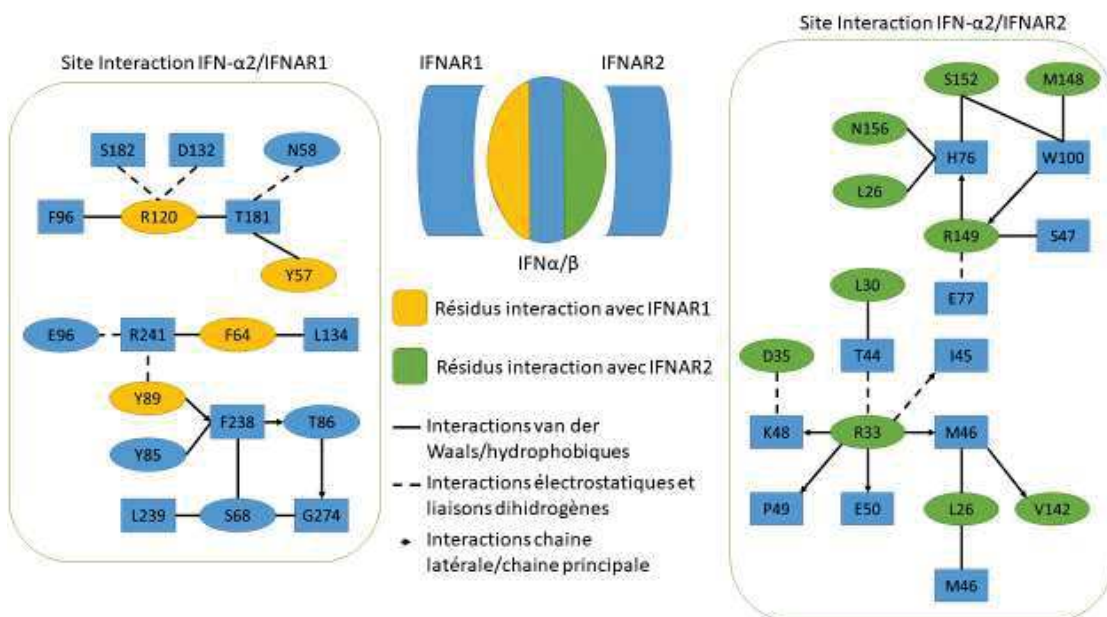 Site Interaction IFN-α2/IFNAR2
Site Interaction IFN-α2/IFNAR1
IFNAR1
IFNAR2
IFNα/β
S182
D132
N58
F96
R120
T181
Y57
E96
R241
F64
L134
Y89
F238
T86
Y85
L239
S68
G274
Résidus interaction avec IFNAR1
Résidus interaction avec IFNAR2
Interactions van der
Waals/hydrophobiques
Interactions électrostatiques et
liaisons dihidrogènes
Interactions chaine
latérale/chaine principale
S152
M148
N156
H76
W100
L26
R149
S47
L30
E77
D35
T44
I45
K48
R33
M46
P49
E50
L26
V142
M46